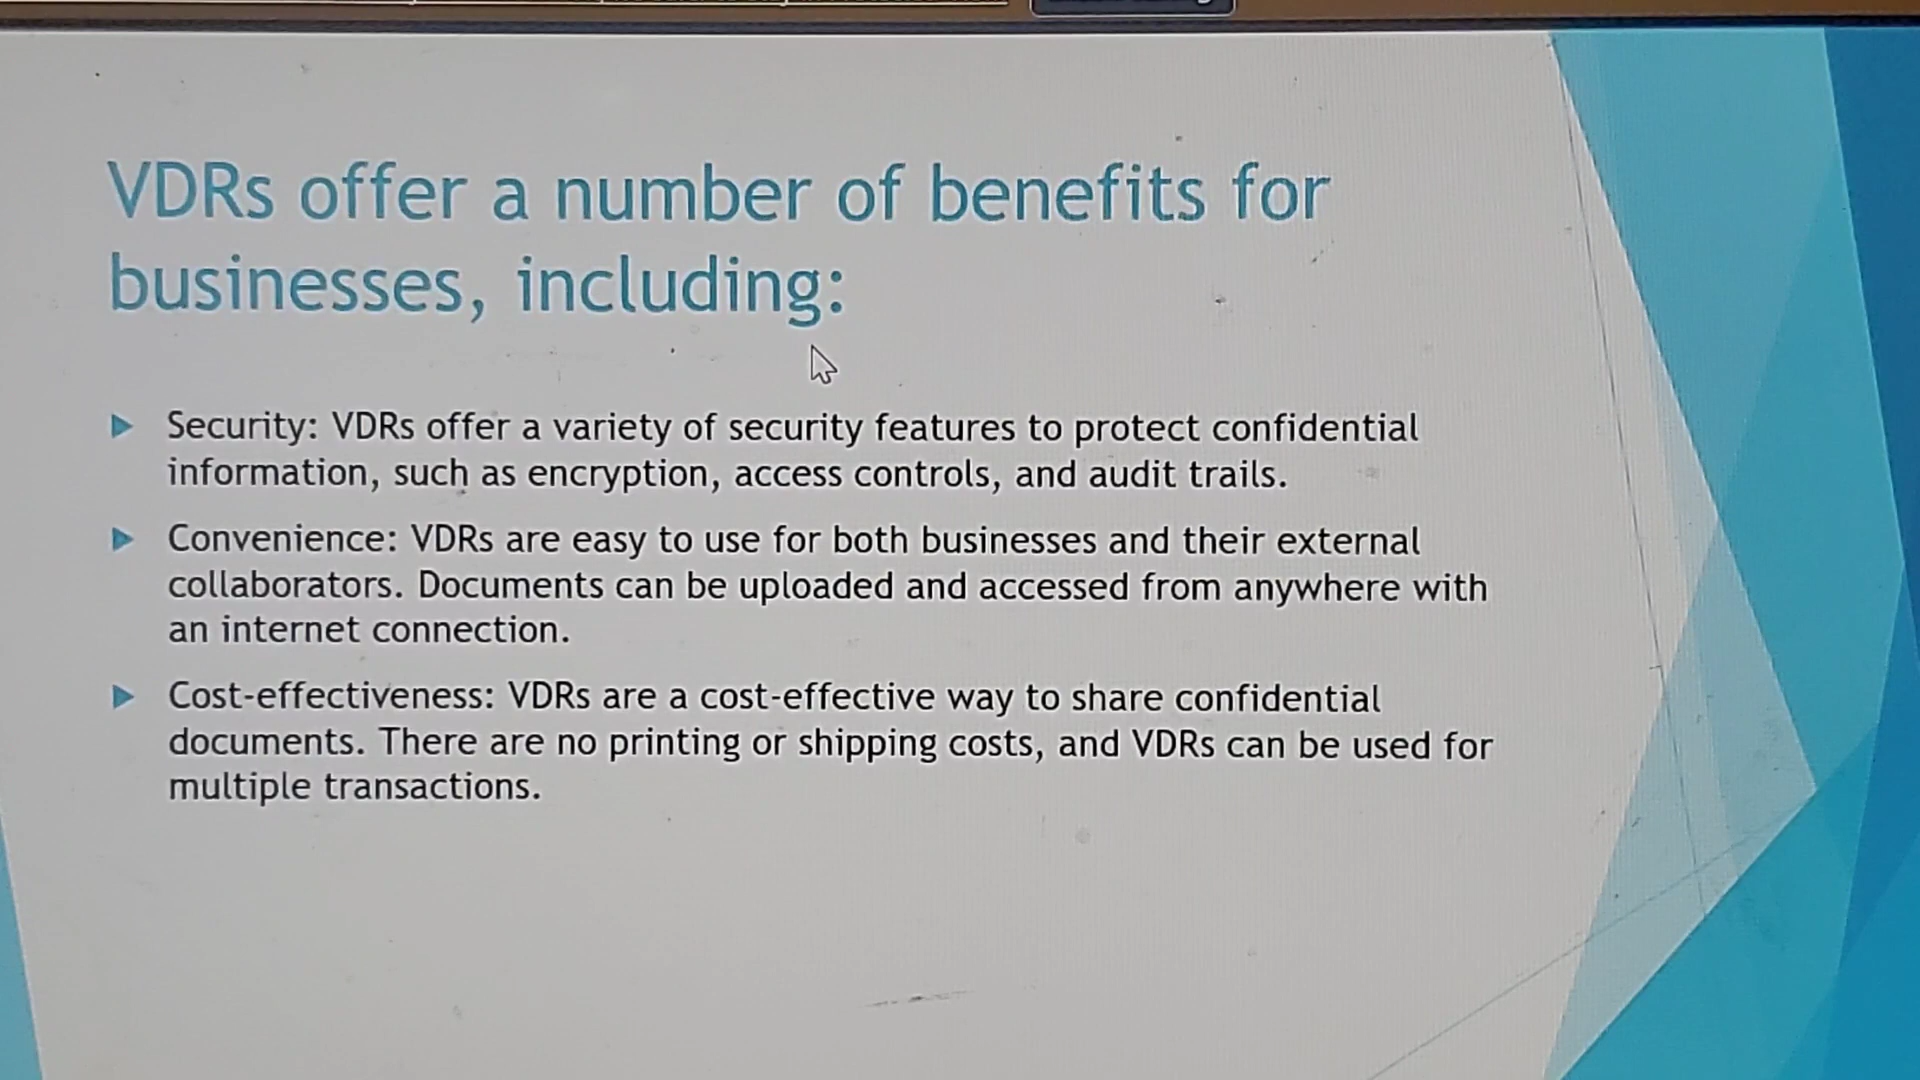 VDRs offer a number of benefits for
businesses, including:
Security: VDRs offer a variety of security features to protect confidential
information, such as encryption, access controls, and audit trails.
Convenience: VDRs are easy to use for both businesses and their external
collaborators. Documents can be uploaded and accessed from anywhere with
an internet connection.
Cost-effectiveness: VDRs are a cost-effective way to share confidential
documents. There are no printing or shipping costs, and VDRs can be used for
multiple transactions.